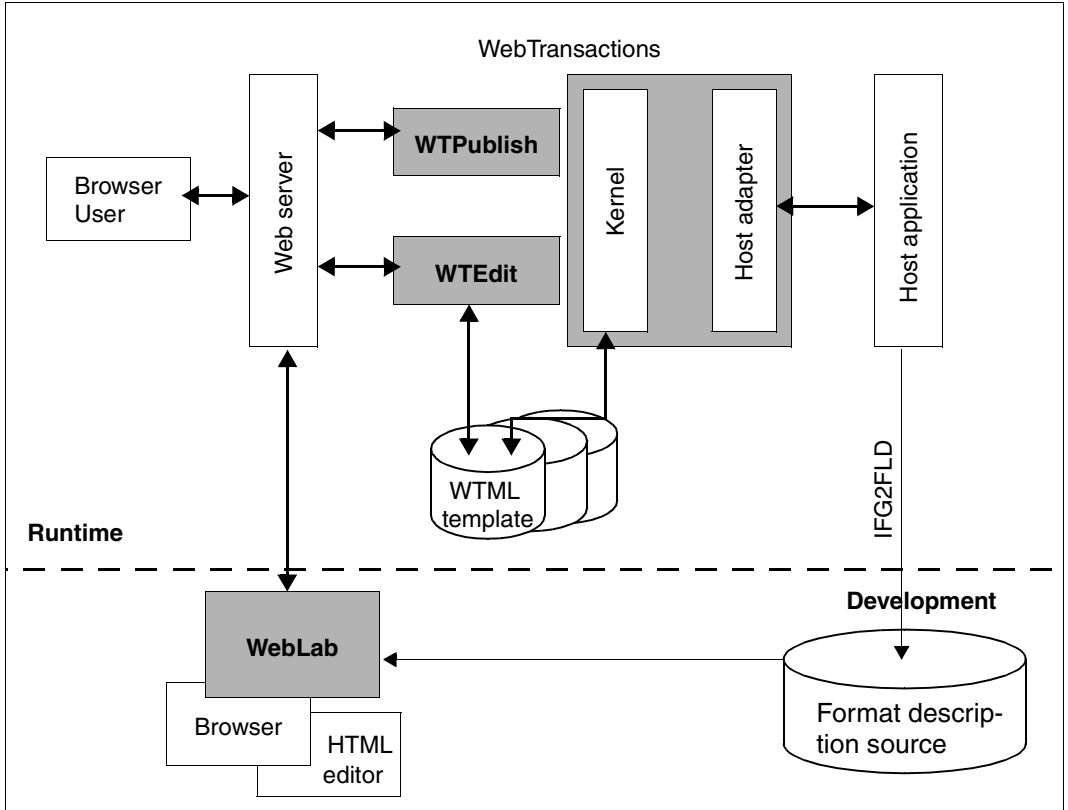 WebTransactions
WTPublish
Browser
User
Web server
Kernel
Host adapter
Host application
WTEdit
WTML
template
IFG2FLD
Runtime
Development
WebLab
Browser
HTML
editor
Format descrip-
tion source